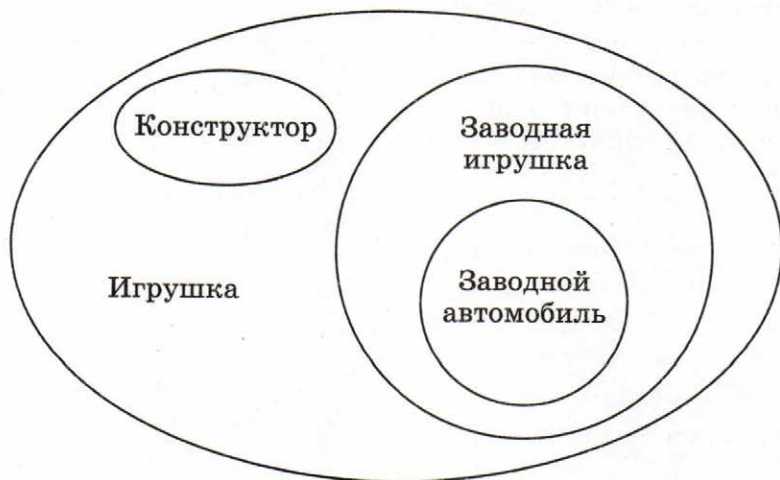 Конструктор
Заводная
игрушка
Игрушка
Заводной
автомобиль